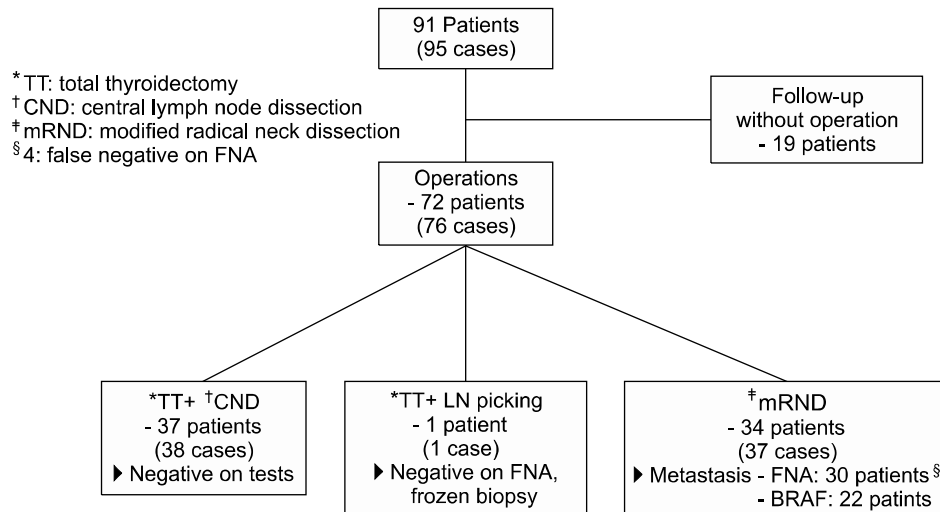 91 Patients
(95 cases)
*TT: total thyroidectomy
†CND: central lymph node dissection
ǂmRND: modified radical neck dissection
§4: false negative on FNA
Follow-up
without operation
- 19 patients
Operations
- 72 patients
(76 cases)
*TT+ †CND
- 37 patients
(38 cases)
▶ Negative on tests
*TT+ LN picking
- 1 patient
(1 case)
▶ Negative on FNA,
frozen biopsy
ǂmRND
- 34 patients
(37 cases)
▶ Metastasis - FNA: 30 patients§
- BRAF: 22 patints